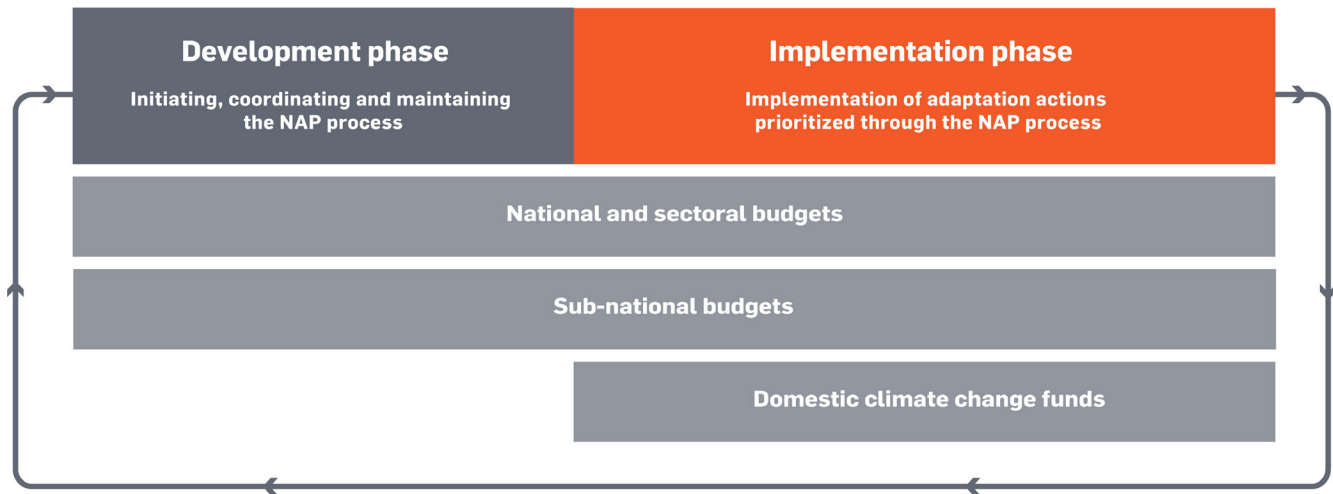 Development phase
Initiating, coordinating and maintaining
the NAP process
Implementation phase
Implementation of adaptation actions
prioritized through the NAP process
National and sectoral budgets
Sub-national budgets
Domestic climate change funds